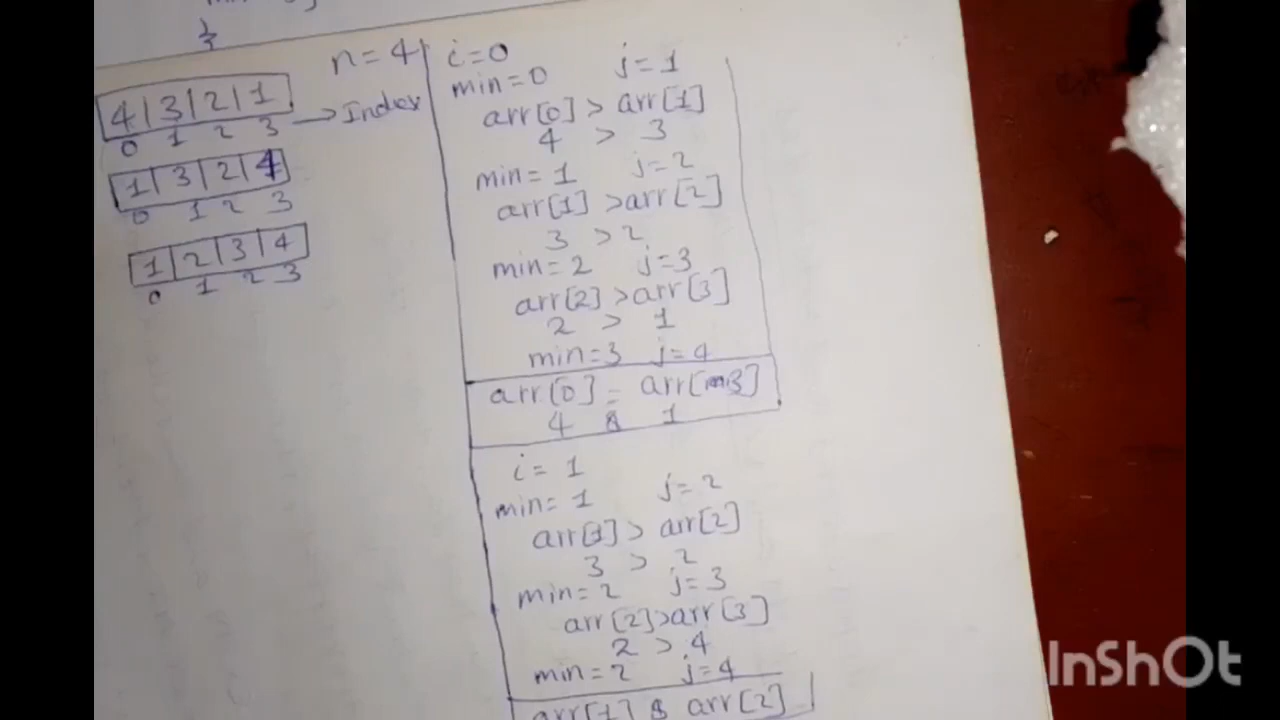 n=4
4|3|2|1
0 1 2 3 → Index
1|3|2|4
0 1 2 3
1|2|3|4
0 1 2 3
i=0
min=0 j=1
arr[0] > arr[1]
4 > 3
min=1 j=2
arr[1] > arr[2]
3 > 2
min=2 j=3
arr[2] > arr[3]
2 > 1
min=3 j=4
arr[0] = arr[3]
4 & 1
i=1
min=1 j=2
arr[1] > arr[2]
3 > 2
min=2 j=3
arr[2] > arr[3]
2 > 4
min=2 j=4
arr[1] & arr[2]
InShOt